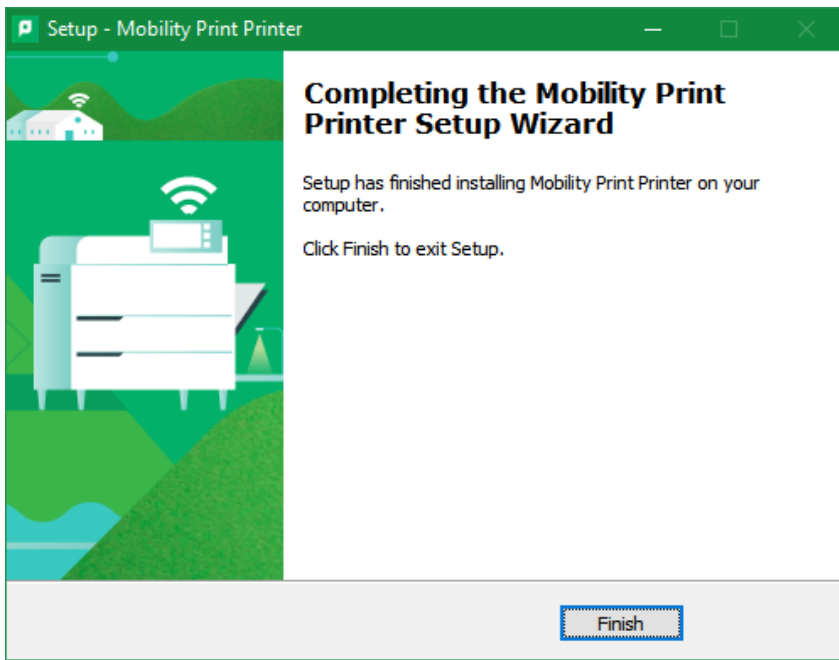 Setup - Mobility Print Printer
Completing the Mobility Print
Printer Setup Wizard
Setup has finished installing Mobility Print Printer on your
computer.
Click Finish to exit Setup.
Finish